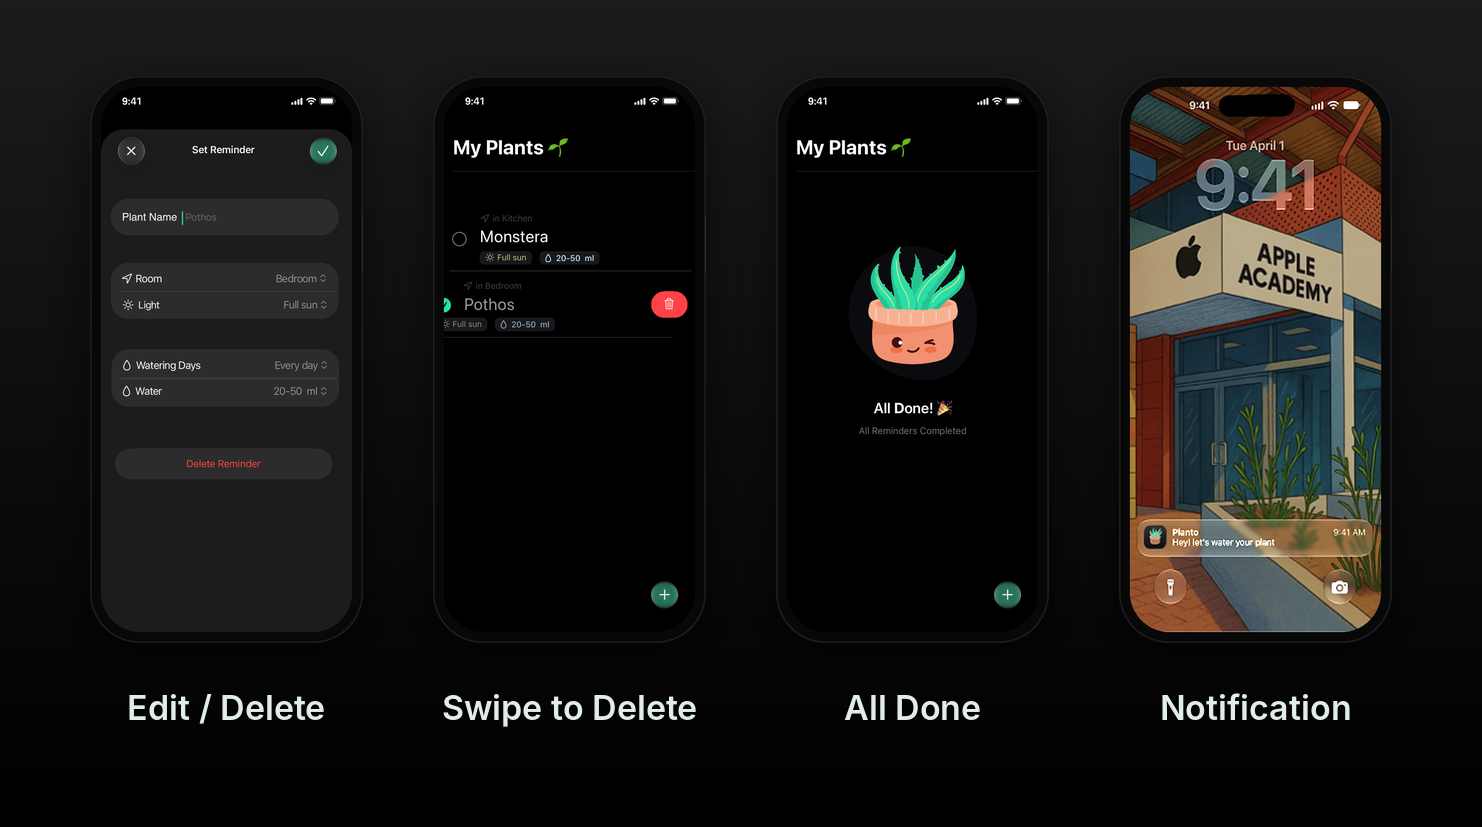 9:41
Set Reminder
Plant Name Pothos
Room Bedroom
Light Full sun
Watering Days Every day
Water 20-50 ml
Delete Reminder
Edit / Delete
9:41
My Plants
in Kitchen
Monstera
Full sun 20-50 ml
in Bedroom
Pothos
Full sun 20-50 ml
Swipe to Delete
9:41
My Plants
All Done!
All Reminders Completed
All Done
9:41
Tue April 1
9:41
APPLE
ACADEMY
Planto 9:41 AM
Hey! let's water your plant
Notification